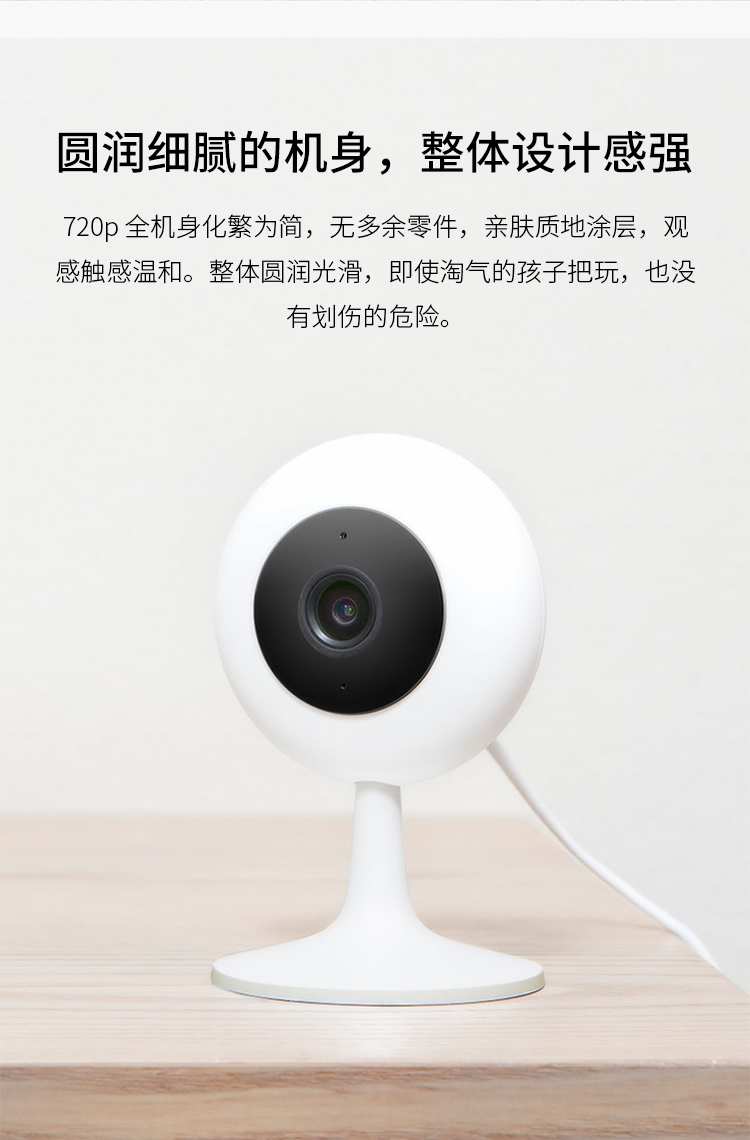 圆润细腻的机身，整体设计感强
720p 全机身化繁为简，无多余零件，亲肤质地涂层，观
感触感温和。整体圆润光滑，即使淘气的孩子把玩，也没
有划伤的危险。